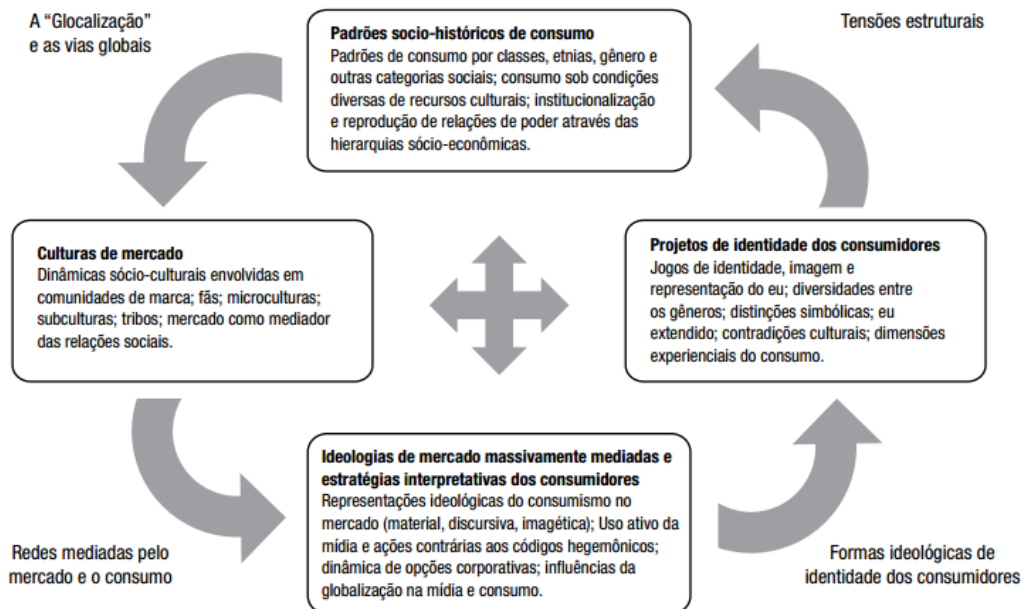 A “Glocalização”
e as vias globais
Padrões socio-históricos de consumo
Padrões de consumo por classes, etnias, gênero e
outras categorias sociais; consumo sob condições
diversas de recursos culturais; institucionalização
e reprodução de relações de poder através das
hierarquias sócio-econômicas.
Tensões estruturais
Culturas de mercado
Dinâmicas sócio-culturais envolvidas em
comunidades de marca; fãs; microculturas;
subculturas; tribos; mercado como mediador
das relações sociais.
Projetos de identidade dos consumidores
Jogos de identidade, imagem e
representação do eu; diversidades entre
os gêneros; distinções simbólicas; eu
extendido; contradições culturais; dimensões
experienciais do consumo.
Ideologias de mercado massivamente mediadas e
estratégias interpretativas dos consumidores
Representações ideológicas do consumismo no
mercado (material, discursiva, imagética); Uso ativo da
mídia e ações contrárias aos códigos hegemônicos;
dinâmica de opções corporativas; influências da
globalização na mídia e consumo.
Redes mediadas pelo
mercado e o consumo
Formas ideológicas de
identidade dos consumidores